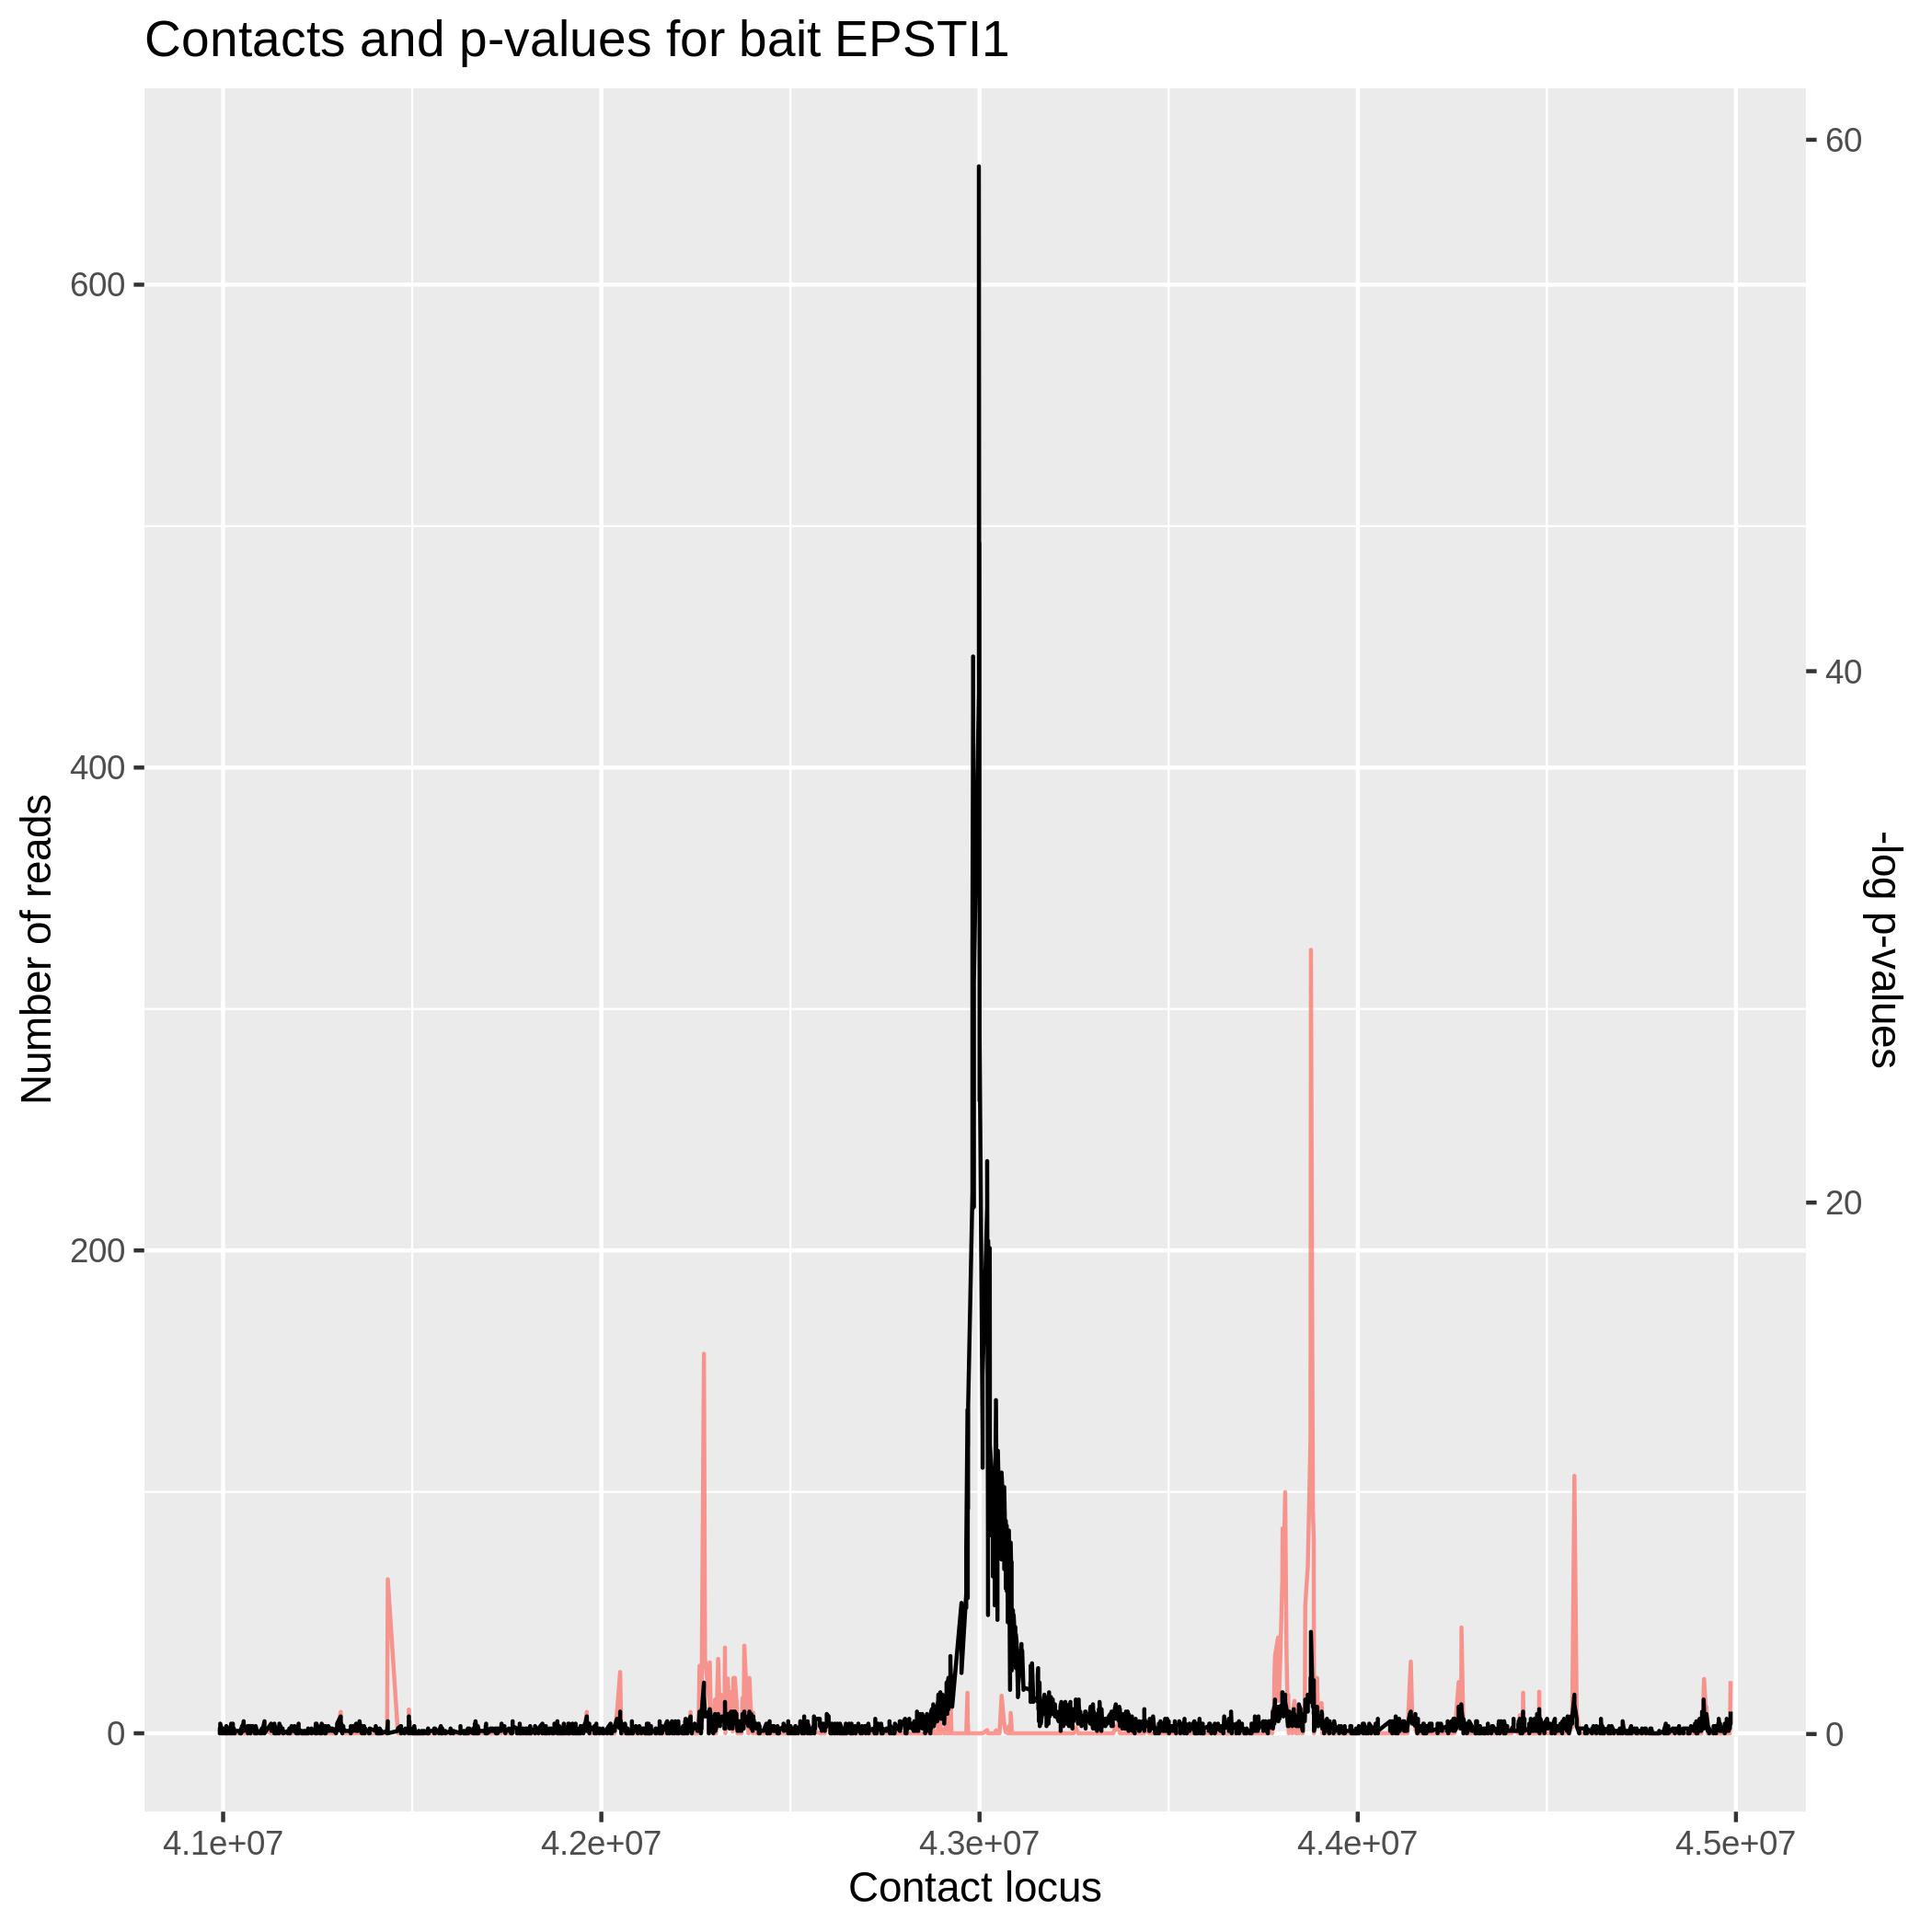 Contacts and p-values for bait EPSTI1
600
400
200
0
Number of reads
60
40
20
0
-log p-values
4.1e+07
4.2e+07
4.3e+07
4.4e+07
4.5e+07
Contact locus